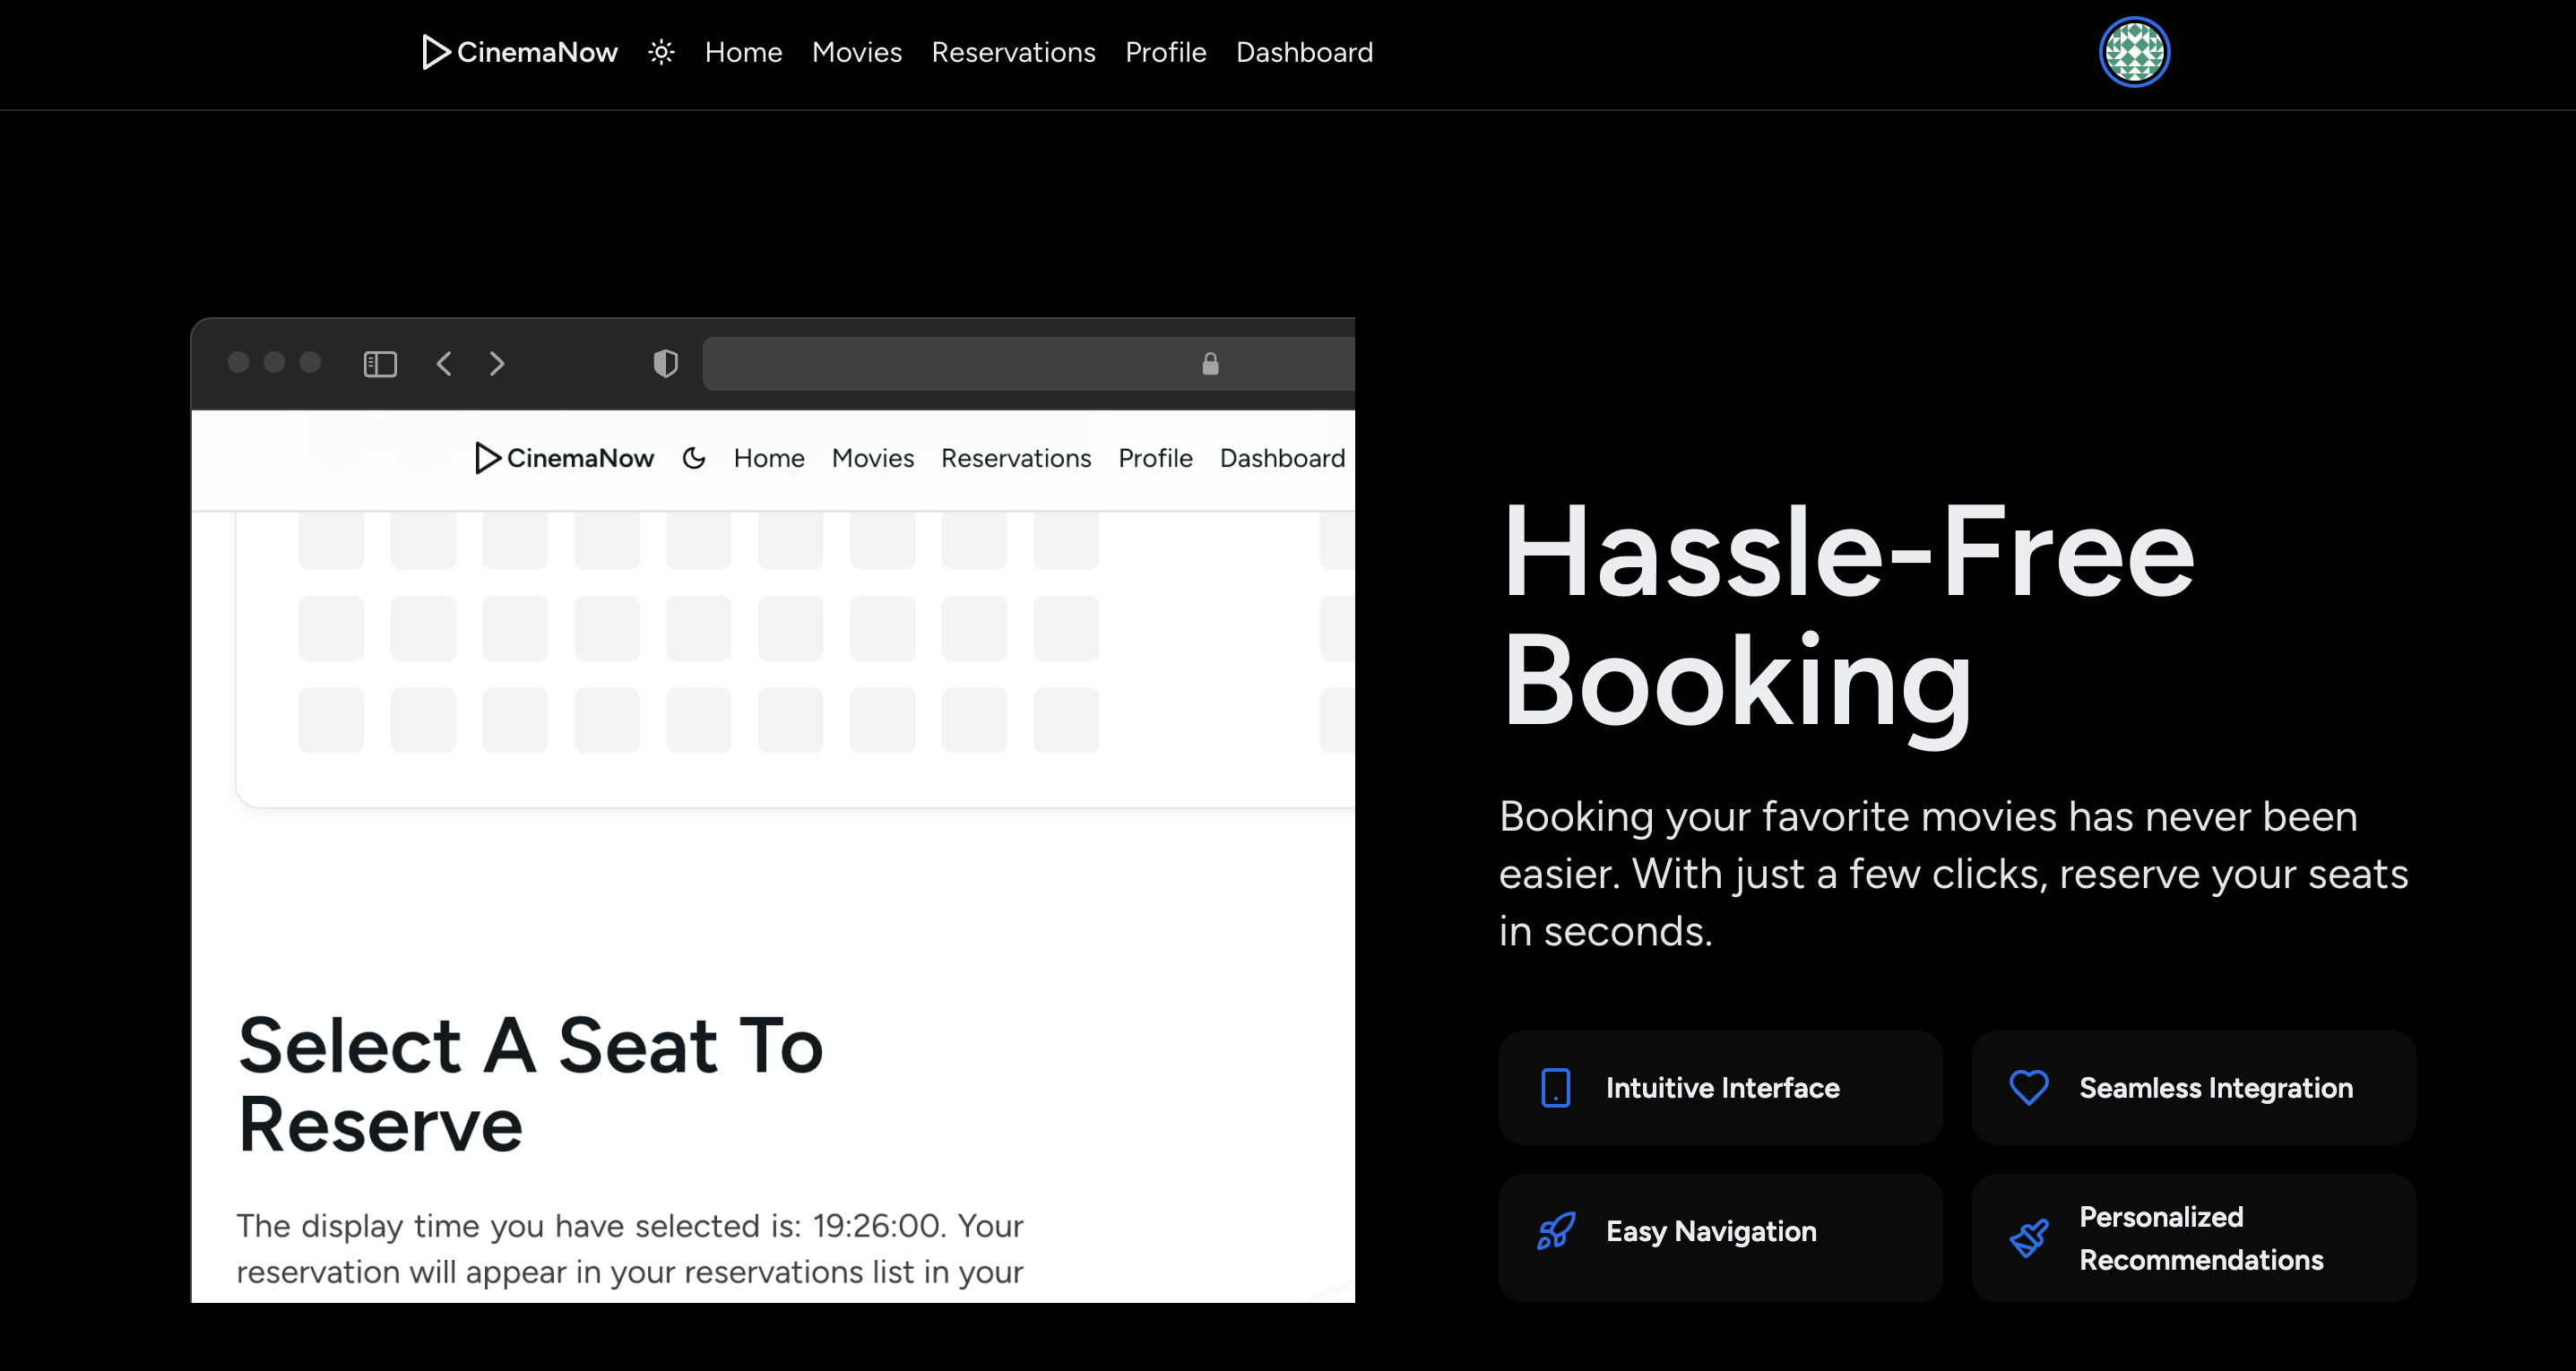 CinemaNow Home Movies Reservations Profile Dashboard
CinemaNow Home Movies Reservations Profile Dashboard
Select A Seat To
Reserve
The display time you have selected is: 19:26:00. Your
reservation will appear in your reservations list in your
Hassle-Free
Booking
Booking your favorite movies has never been
easier. With just a few clicks, reserve your seats
in seconds.
Intuitive Interface
Seamless Integration
Easy Navigation
Personalized
Recommendations